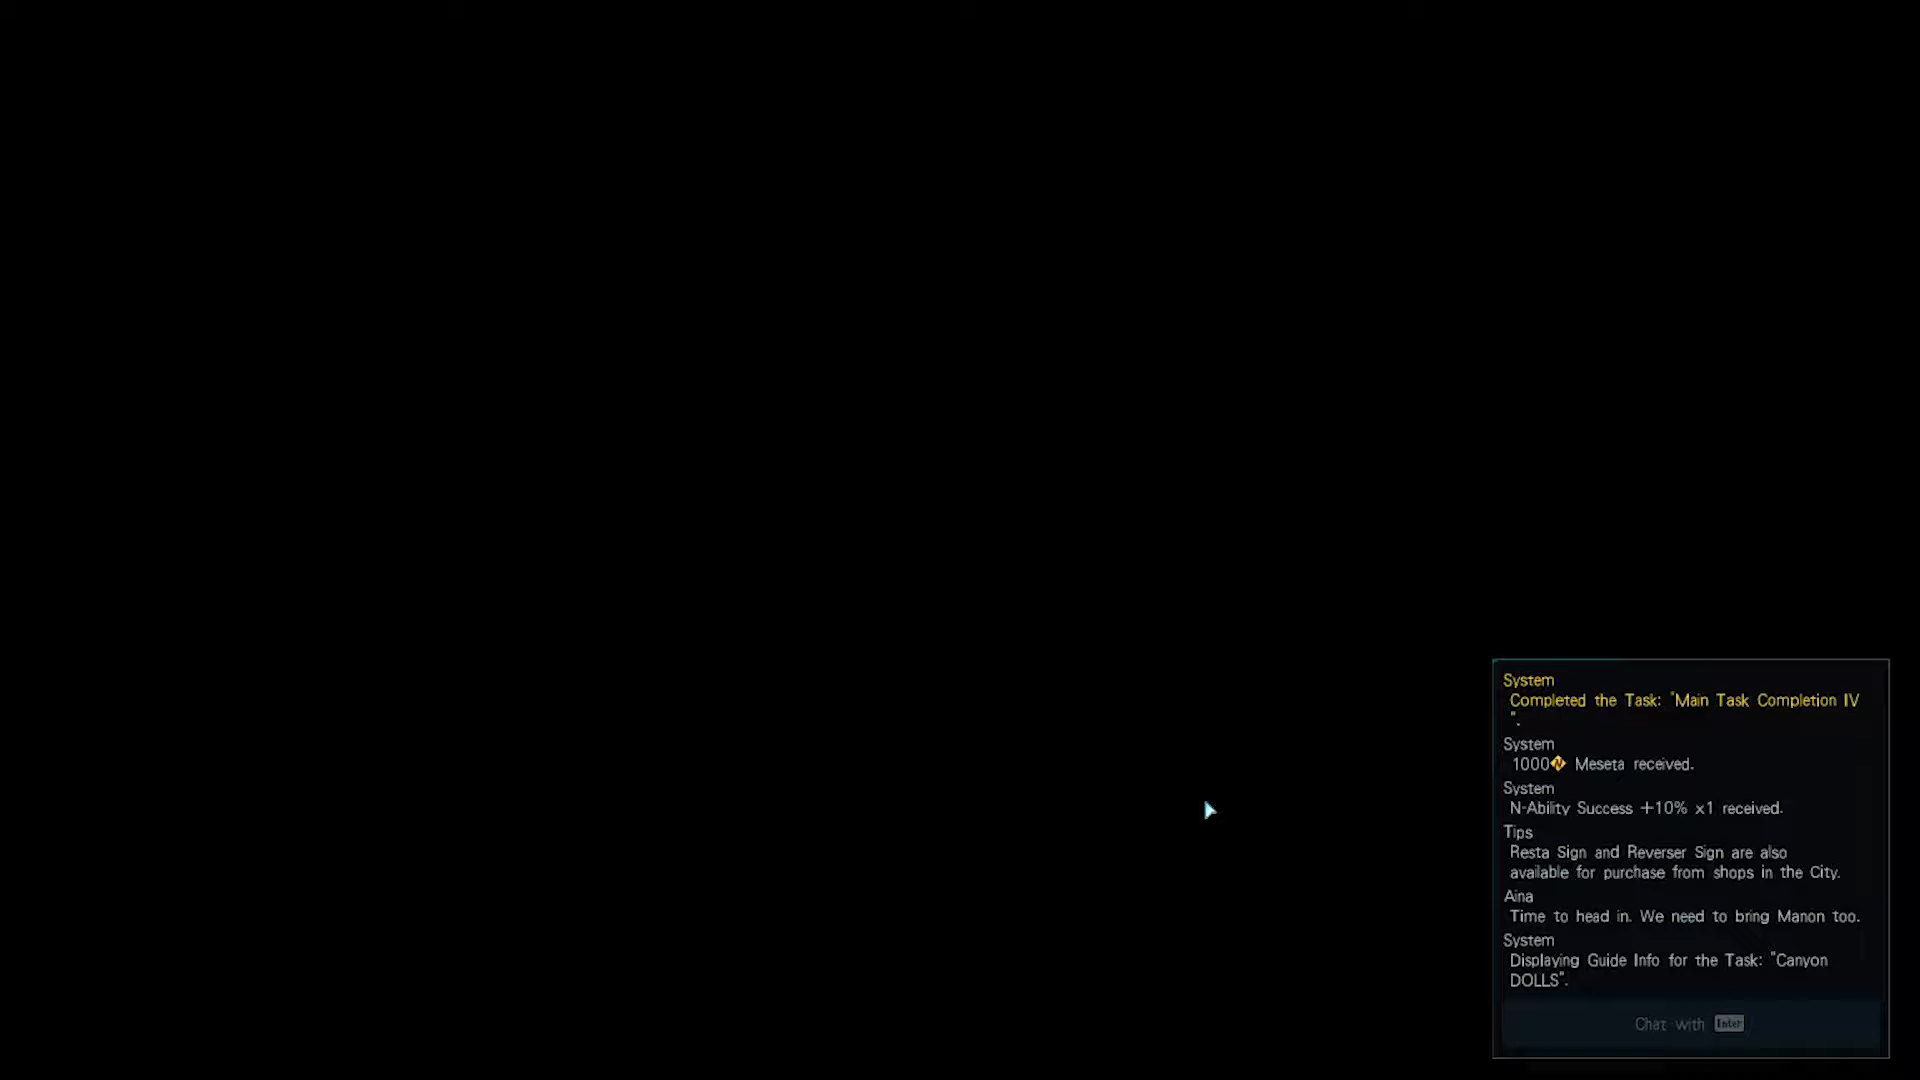 System
Completed the Task: "Main Task Completion IV
".
System
1000 Meseta received.
System
N-Ability Success +10% x1 received.
Tips
Resta Sign and Reverser Sign are also
available for purchase from shops in the City.
Aina
Time to head in. We need to bring Manon too.
System
Displaying Guide Info for the Task: "Canyon
DOLLS".
Chat with Enter